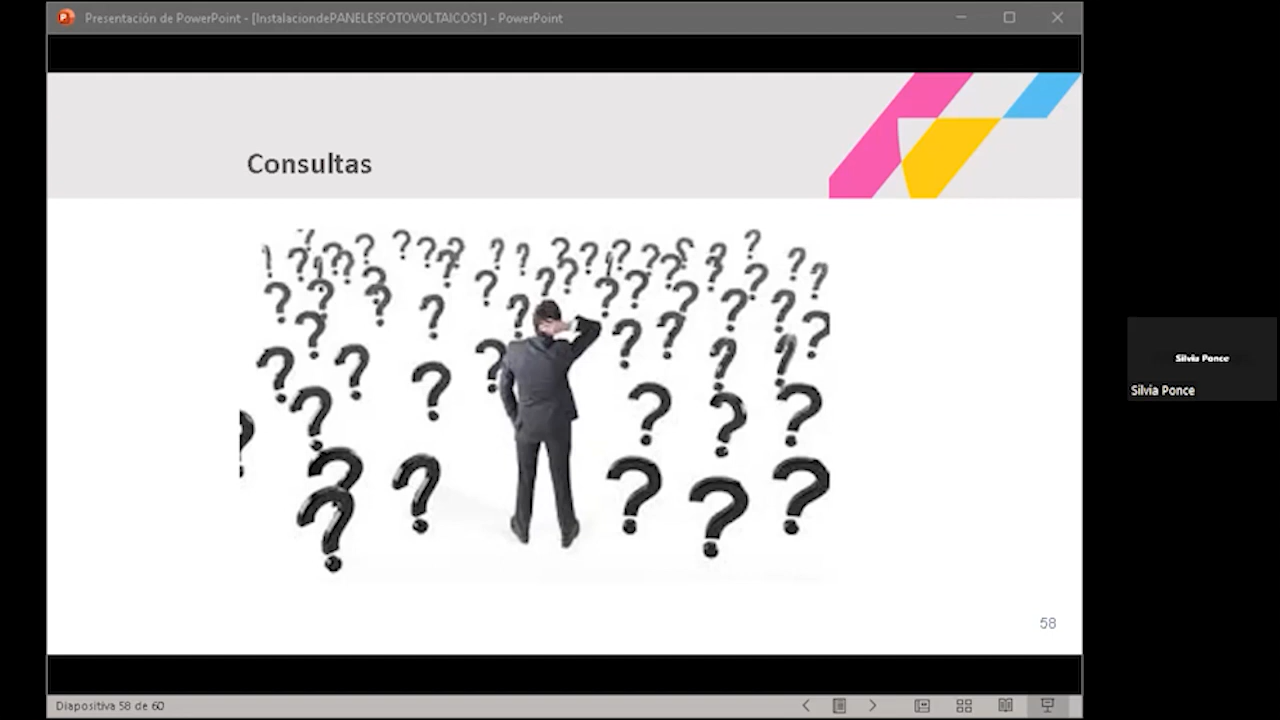 Presentación de PowerPoint - [InstalaciondePANELESFOTOVOLTAICOS1] - PowerPoint
Consultas
Silvia Ponce
Silvia Ponce
58
Diapositiva 58 de 60